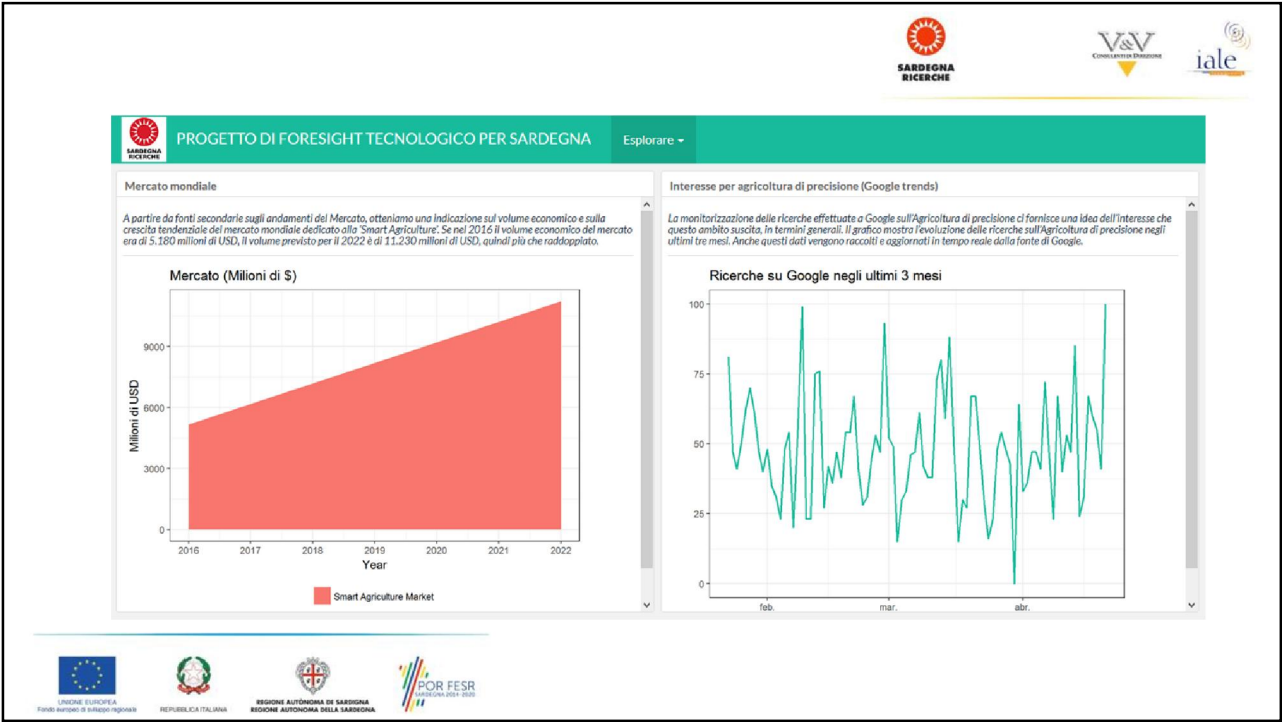 SARDEGNA
RICERCHE
V&V
CONSULENTI DI DIREZIONE
iale
SARDEGNA
RICERCHE
PROGETTO DI FORESIGHT TECNOLOGICO PER SARDEGNA
Esplorare
Mercato mondiale
A partire da fonti secondarie sugli andamenti del Mercato, otteniamo una indicazione sul volume economico e sulla
crescita tendenziale del mercato mondiale dedicato alla 'Smart Agriculture'. Se nel 2016 il volume economico del mercato
era di 5.180 milioni di USD, il volume previsto per il 2022 è di 11.230 milioni di USD, quindi più che raddoppiato.
Mercato (Milioni di $)
Milioni di USD
9000
6000
3000
0
2016 2017 2018 2019 2020 2021 2022
Year
Smart Agriculture Market
Interesse per agricoltura di precisione (Google trends)
La monitorizzazione delle ricerche effettuate a Google sull'Agricoltura di precisione ci fornisce una idea dell'interesse che
questo ambito suscita, in termini generali. Il grafico mostra l'evoluzione delle ricerche sull'Agricoltura di precisione negli
ultimi tre mesi. Anche questi dati vengono raccolti e aggiornati in tempo reale dalla fonte di Google.
Ricerche su Google negli ultimi 3 mesi
100
75
50
25
0
feb. mar. abr.
UNIONE EUROPEA
Fondo europeo di sviluppo regionale
REPUBBLICA ITALIANA
REGIONE AUTÒNOMA DE SARDIGNA
REGIONE AUTONOMA DELLA SARDEGNA
POR FESR
SARDEGNA 2014-2020